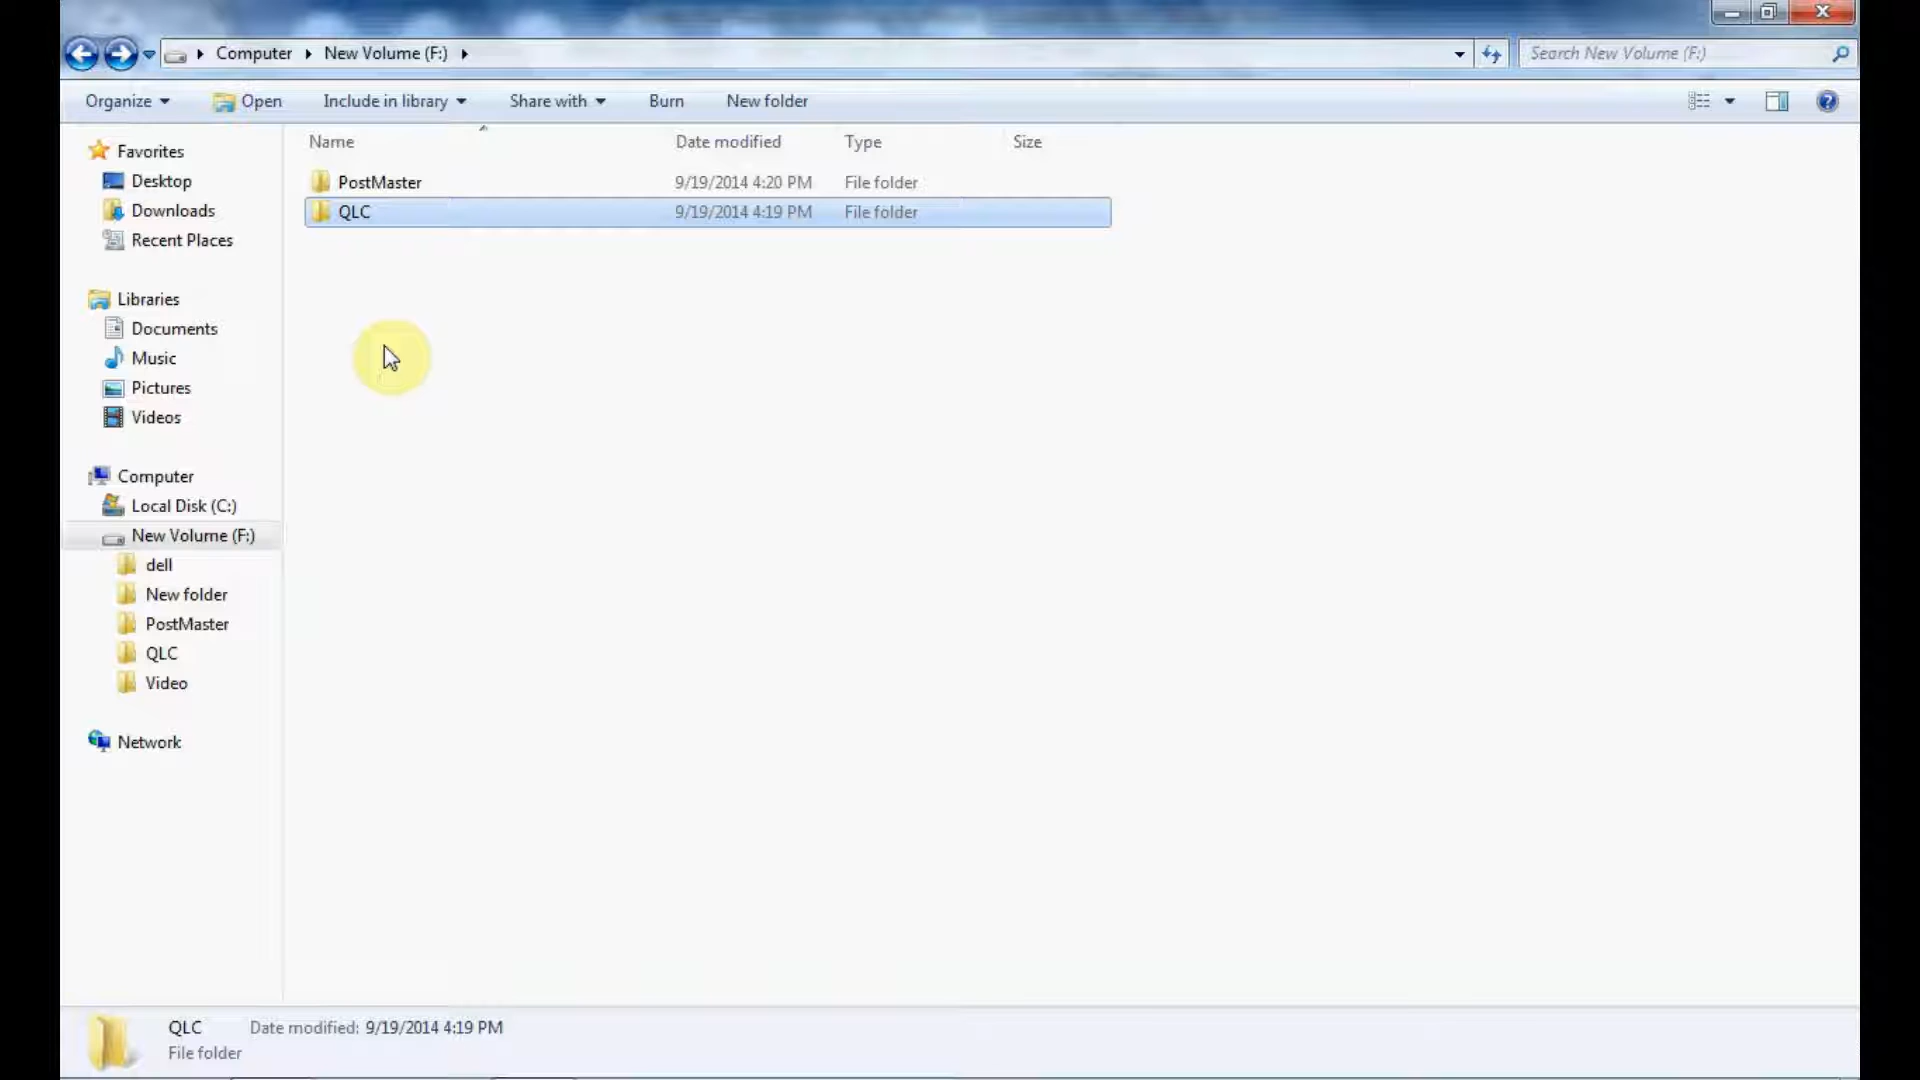 Computer New Volume (F:) Search New Volume (F:)
Organize Open Include in library Share with Burn New folder
Name Date modified Type Size
PostMaster 9/19/2014 4:20 PM File folder
QLC 9/19/2014 4:19 PM File folder
Favorites
Desktop
Downloads
Recent Places
Libraries
Documents
Music
Pictures
Videos
Computer
Local Disk (C:)
New Volume (F:)
dell
New folder
PostMaster
QLC
Video
Network
QLC Date modified: 9/19/2014 4:19 PM
File folder